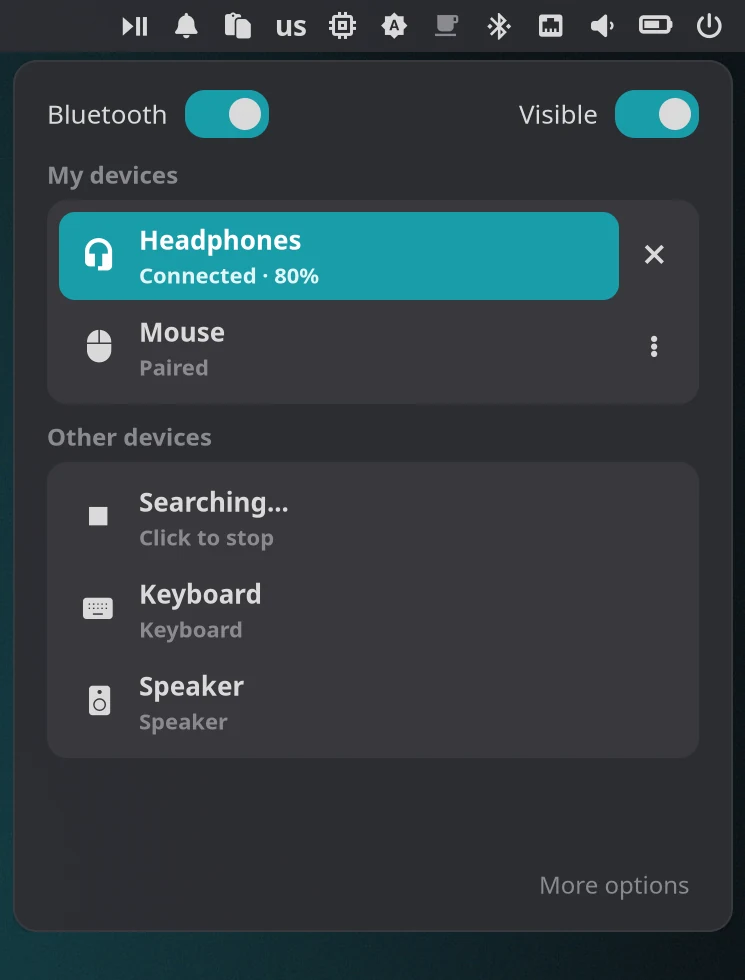 us
Bluetooth
Visible
My devices
Headphones
Connected · 80%
Mouse
Paired
Other devices
Searching...
Click to stop
Keyboard
Keyboard
Speaker
Speaker
More options